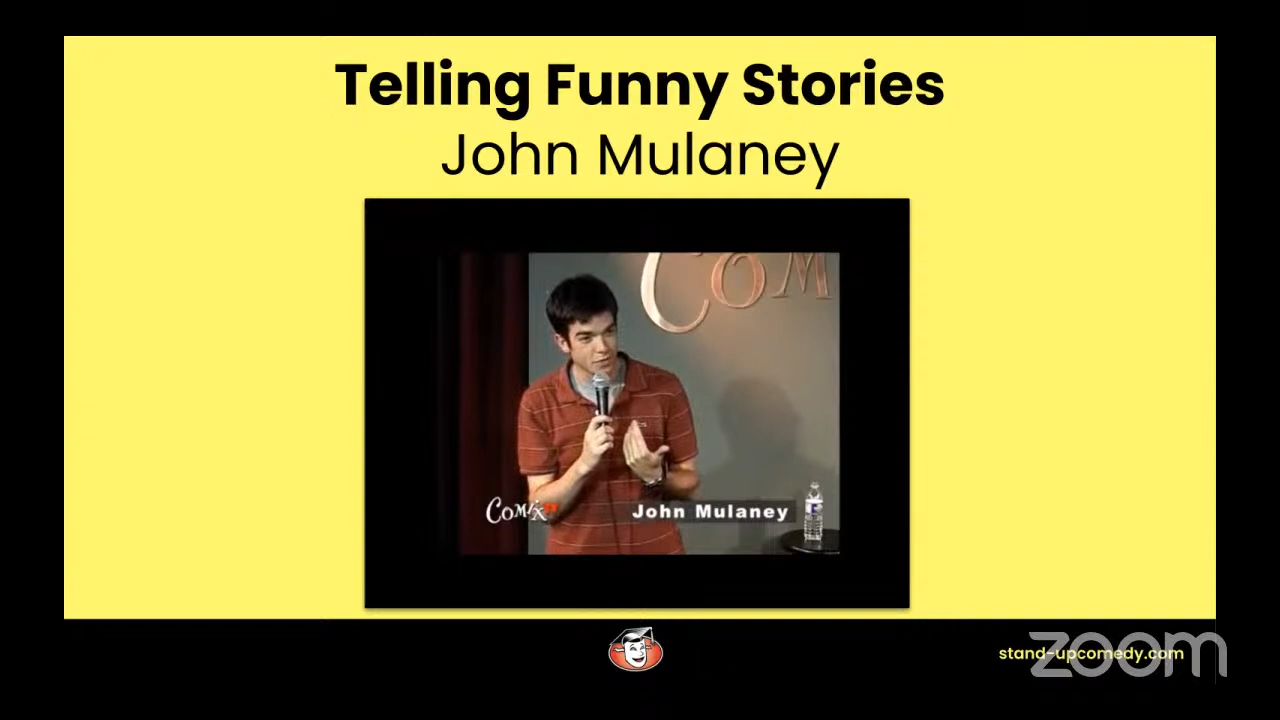 Telling Funny Stories
John Mulaney
COM
COMIX
John Mulaney
stand-upcomedy.com
zoom